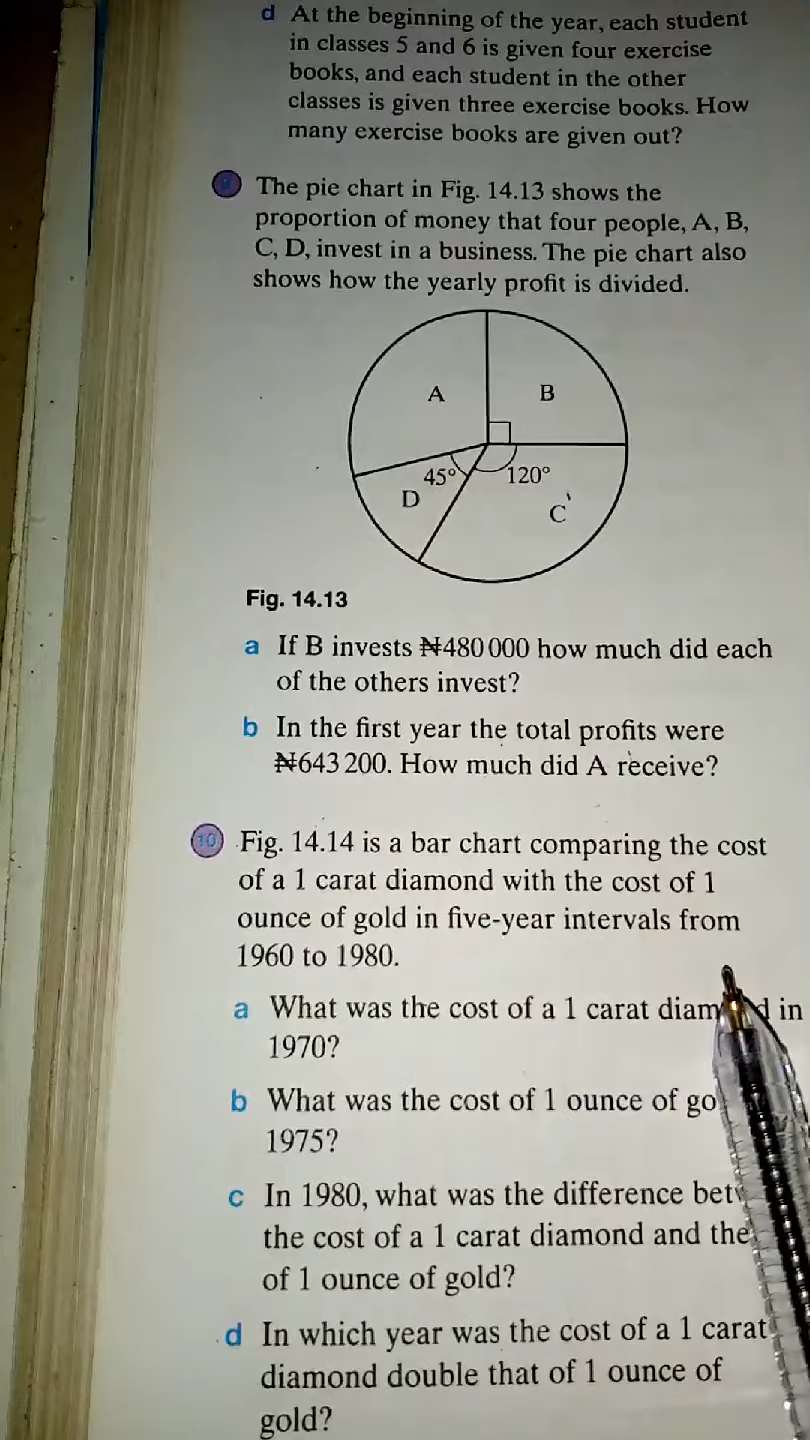 d At the beginning of the year, each student
in classes 5 and 6 is given four exercise
books, and each student in the other
classes is given three exercise books. How
many exercise books are given out?
The pie chart in Fig. 14.13 shows the
proportion of money that four people, A, B,
C, D, invest in a business. The pie chart also
shows how the yearly profit is divided.
A B
45° 120°
D C
Fig. 14.13
a If B invests ₦480 000 how much did each
of the others invest?
b In the first year the total profits were
₦643 200. How much did A receive?
10 Fig. 14.14 is a bar chart comparing the cost
of a 1 carat diamond with the cost of 1
ounce of gold in five-year intervals from
1960 to 1980.
a What was the cost of a 1 carat in
1970?
b What was the cost of 1 ounce of
1975?
c In 1980, what was the difference
the cost of a 1 carat diamond and the
of 1 ounce of gold?
d In which year was the cost of a 1 carat
diamond double that of 1 ounce of
gold?